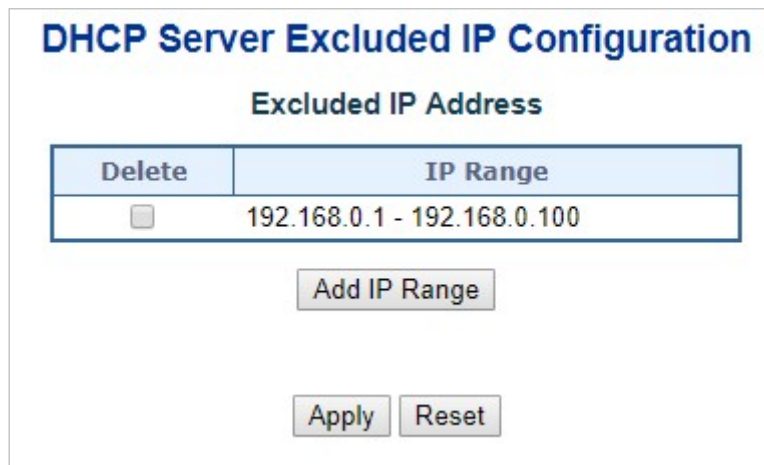 DHCP Server Excluded IP Configuration
Excluded IP Address
Delete IP Range
192.168.0.1 - 192.168.0.100
Add IP Range
Apply Reset